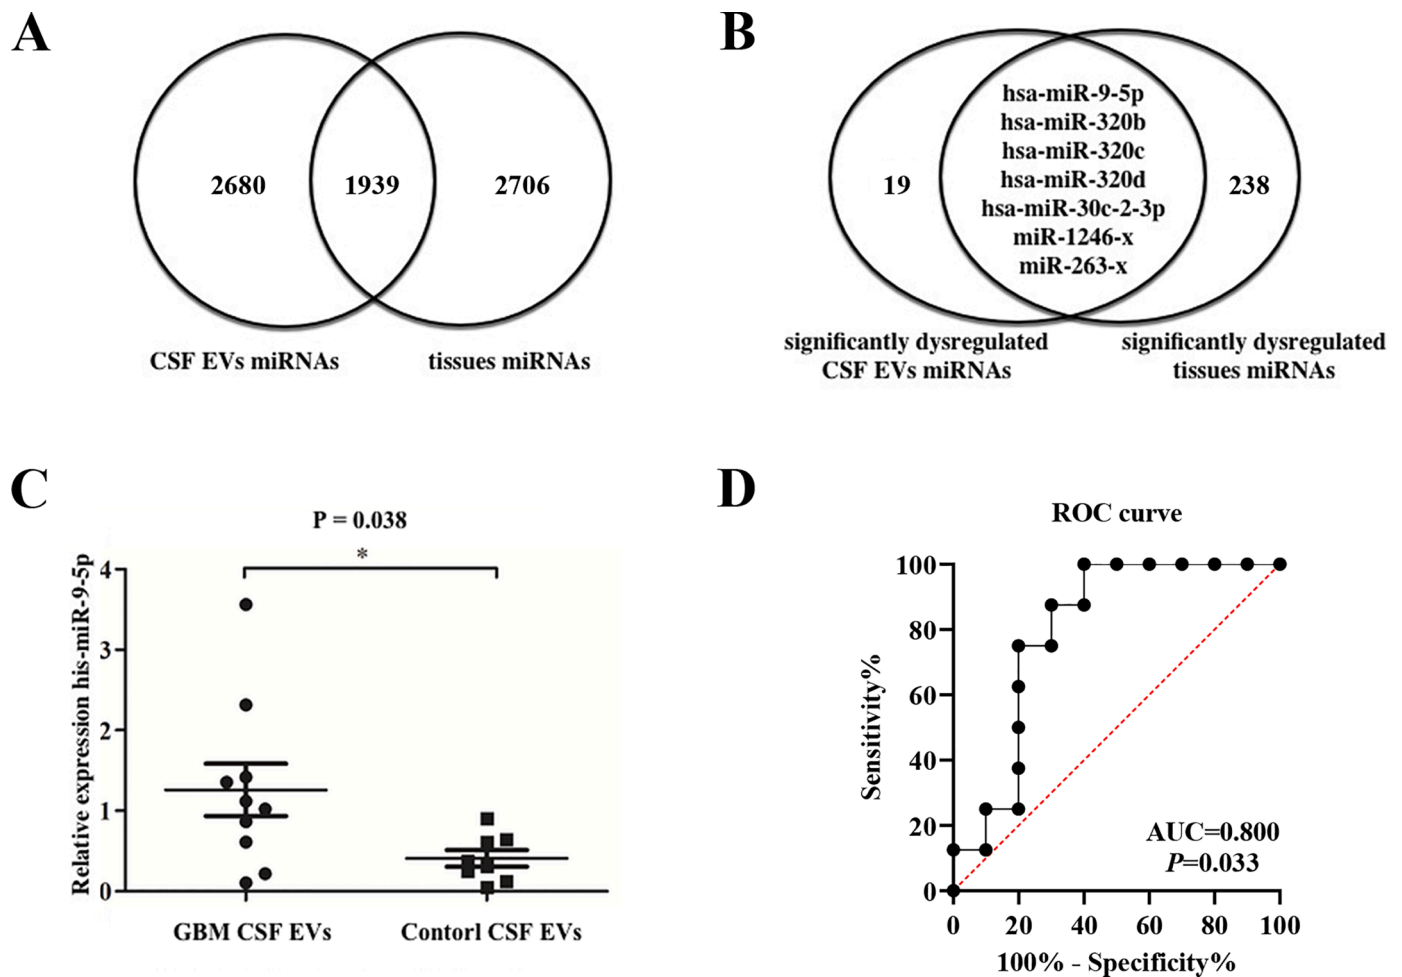 A
2680
1939
2706
CSF EVs miRNAs
tissues miRNAs
B
hsa-miR-9-5p
hsa-miR-320b
hsa-miR-320c
hsa-miR-320d
hsa-miR-30c-2-3p
miR-1246-x
miR-263-x
19
238
significantly dysregulated
CSF EVs miRNAs
significantly dysregulated
tissues miRNAs
C
P = 0.038
*
Relative expression his-miR-9-5p
4
3
2
1
0
GBM CSF EVs
Contorl CSF EVs
D
ROC curve
Sensitivity%
100
80
60
40
20
0
AUC=0.800
P=0.033
0 20 40 60 80 100
100% - Specificity%